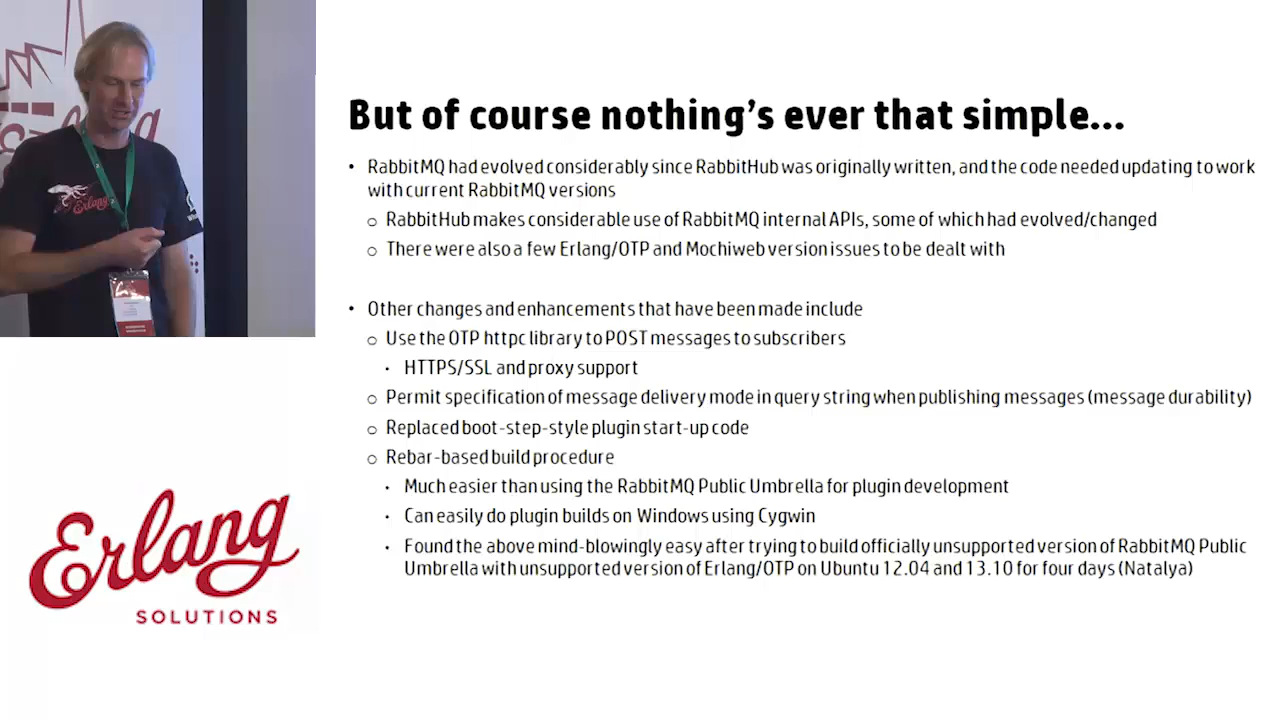 But of course nothing's ever that simple...
• RabbitMQ had evolved considerably since RabbitHub was originally written, and the code needed updating to work
with current RabbitMQ versions
o RabbitHub makes considerable use of RabbitMQ internal APIs, some of which had evolved/changed
o There were also a few Erlang/OTP and Mochiweb version issues to be dealt with
• Other changes and enhancements that have been made include
o Use the OTP httpc library to POST messages to subscribers
• HTTPS/SSL and proxy support
o Permit specification of message delivery mode in query string when publishing messages (message durability)
o Replaced boot-step-style plugin start-up code
o Rebar-based build procedure
• Much easier than using the RabbitMQ Public Umbrella for plugin development
• Can easily do plugin builds on Windows using Cygwin
• Found the above mind-blowingly easy after trying to build officially unsupported version of RabbitMQ Public
Umbrella with unsupported version of Erlang/OTP on Ubuntu 12.04 and 13.10 for four days (Natalya)
Erlang
Erlang
SOLUTIONS